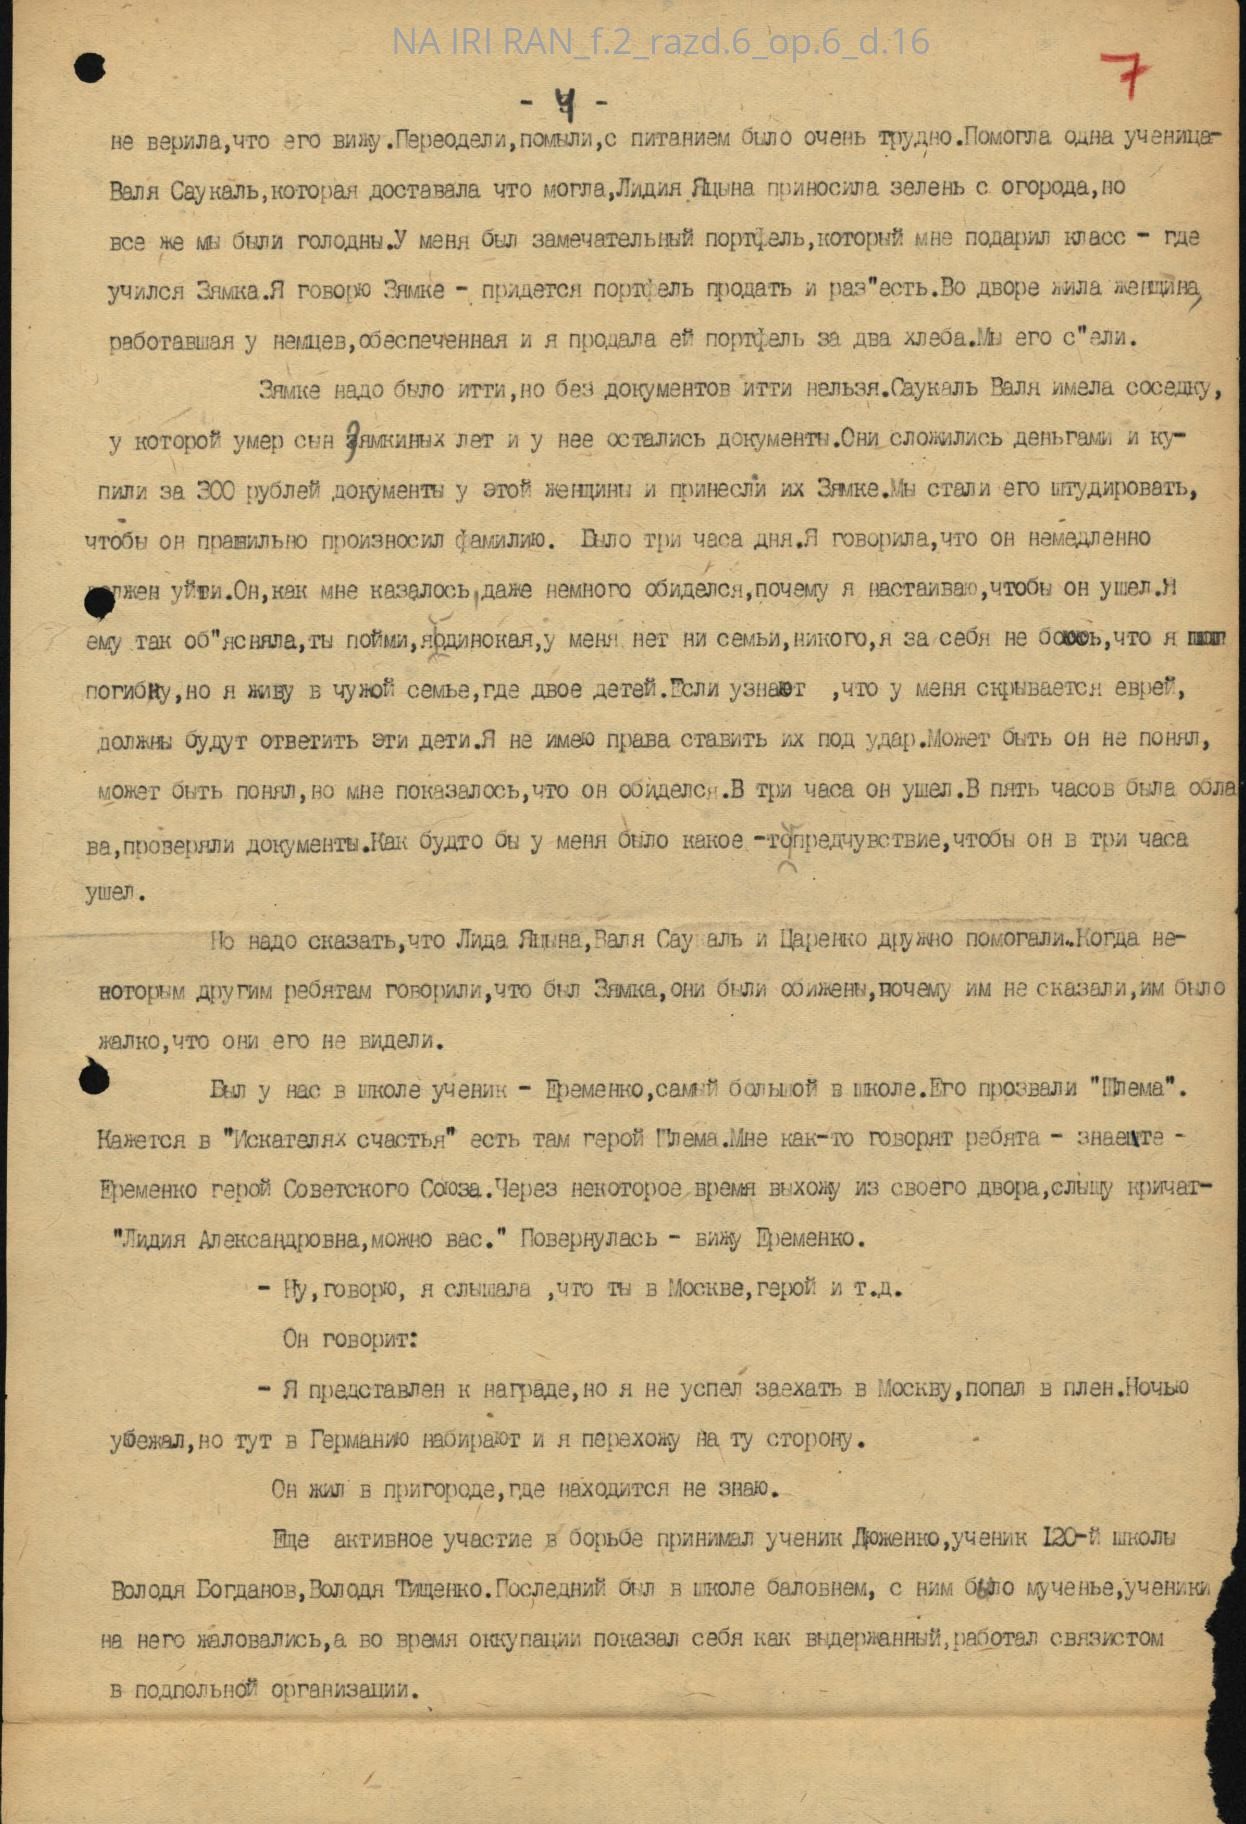 NA IRI RAN_f.2_razd.6_op.6_d.16
7
- 4 -
не верила,что его вижу.Переодели,помыли,с питанием было очень трудно.Помогла одна ученица-
Валя Саукаль,которая доставала что могла,Лидия Яцына приносила зелень с огорода,но
все же мы были голодны.У меня был замечательный портфель,который мне подарил класс - где
учился Зямка.Я говорю Зямке - придется портфель продать и раз"есть.Во дворе жила женщина,
работавшая у немцев,обеспеченная и я продала ей портфель за два хлеба.Мы его с"ели.
Зямке надо было итти,но без документов итти нельзя.Саукаль Валя имела соседку,
у которой умер сын Зямкиных лет и у нее остались документы.Они сложились деньгами и ку-
пили за 300 рублей документы у этой женщины и принесли их Зямке.Мы стали его штудировать,
чтобы он правильно произносил фамилию. Было три часа дня.Я говорила,что он немедленно
должен уйти.Он,как мне казалось,даже немного обиделся,почему я настаиваю,чтобы он ушел.Я
ему так об"ясняла,ты пойми,я одинокая,у меня нет ни семьи,никого,я за себя не боюсь,что я
погибну,но я живу в чужой семье,где двое детей.Если узнают ,что у меня скрывается еврей,
должны будут ответить эти дети.Я не имею права ставить их под удар.Может быть он не понял,
может быть понял,но мне показалось,что он обиделся.В три часа он ушел.В пять часов была обла
ва,проверяли документы.Как будто бы у меня было какое -то предчувствие,чтобы он в три часа
ушел.
Но надо сказать,что Лида Яцына,Валя Саукаль и Царенко дружно помогали..Когда не-
которым другим ребятам говорили,что был Зямка,они были обижены,почему им не сказали,им было
жалко,что они его не видели.
Был у нас в школе ученик - Еременко,самый большой в школе.Его прозвали "Шлема".
Кажется в "Искателях счастья" есть там герой Шлема.Мне как-то говорят ребята - знаете -
Еременко герой Советского Союза.Через некоторое время выхожу из своего двора,слышу кричат-
"Лидия Александровна,можно вас." Повернулась - вижу Еременко.
- Ну,говорю, я слышала ,что ты в Москве,герой и т.д.
Он говорит:
- Я представлен к награде,но я не успел заехать в Москву,попал в плен.Ночью
убежал,но тут в Германию набирают и я перехожу на ту сторону.
Он жил в пригороде,где находится не знаю.
Еще активное участие в борьбе принимал ученик Дюженко,ученик 120-й школы
Володя Богданов,Володя Тищенко.Последний был в школе баловнем, с ним было мученье,ученики
на него жаловались,а во время оккупации показал себя как выдержанный,работал связистом
в подпольной организации.